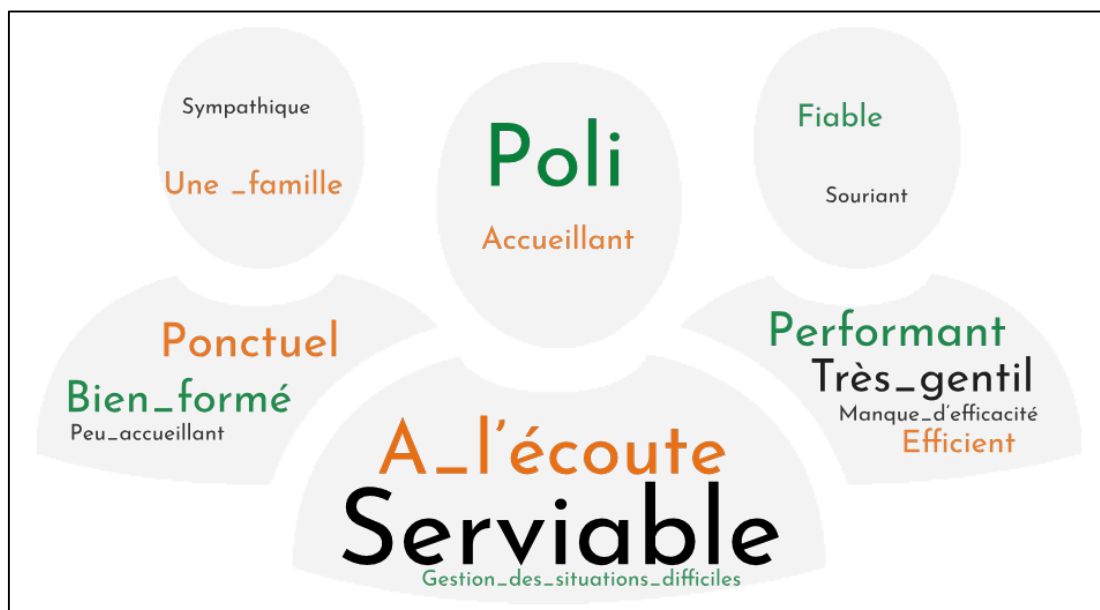 Sympathique
Une _famille
Poli
Accueillant
Fiable
Souriant
Ponctuel
Bien_formé
Peu_accueillant
A_l'écoute
Serviable
Gestion_des_situations_difficiles
Performant
Très_gentil
Manque_d'efficacité
Efficient